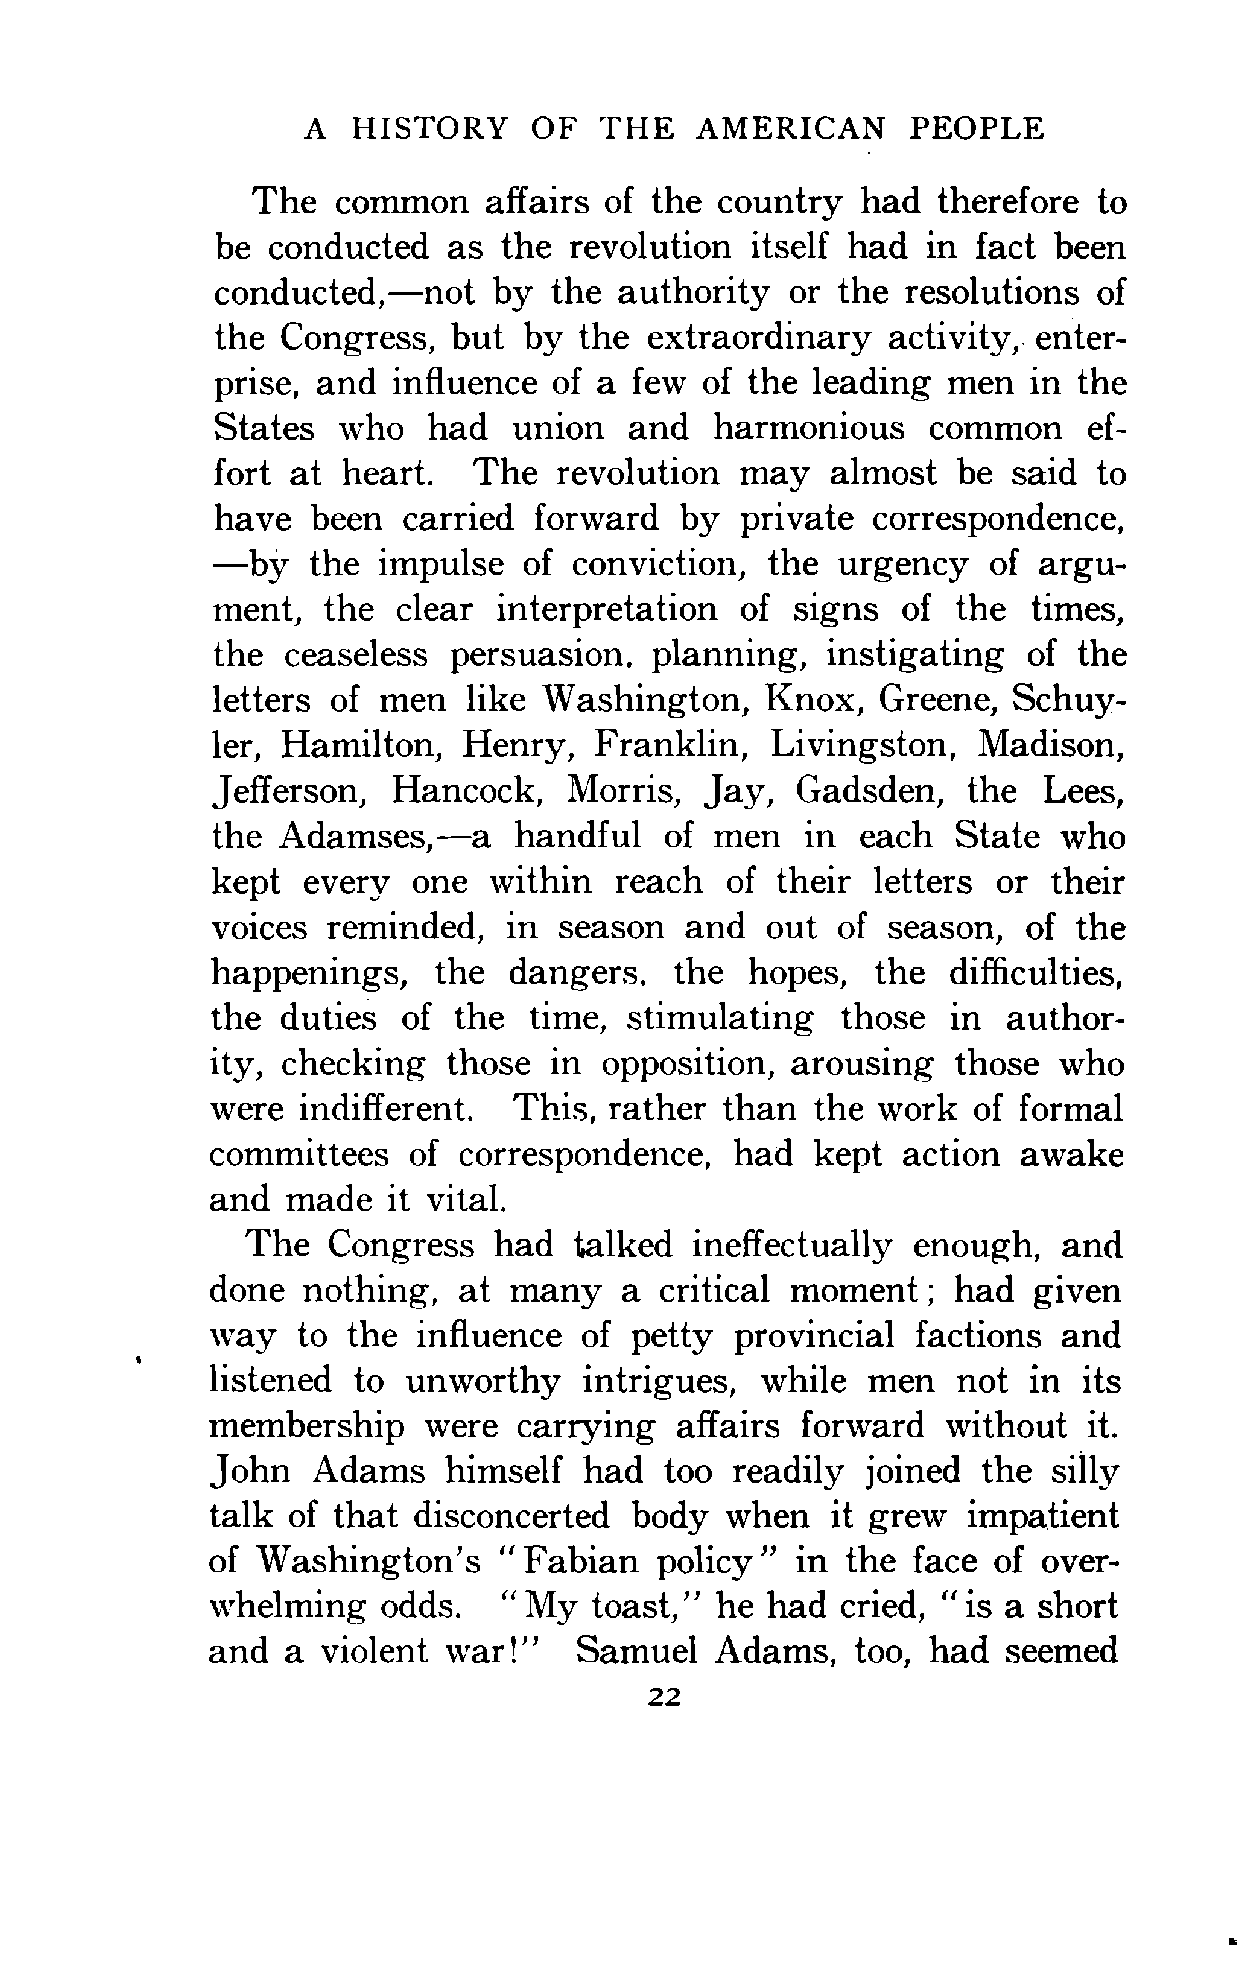 A HISTORY OF THE AMERICAN PEOPLE
The common affairs of the country had therefore to
be conducted as the revolution itself had in fact been
conducted,—not by the authority or the resolutions of
the Congress, but by the extraordinary activity, enter-
prise, and influence of a few of the leading men in the
States who had union and harmonious common ef-
fort at heart. The revolution may almost be said to
have been carried forward by private correspondence,
—by the impulse of conviction, the urgency of argu-
ment, the clear interpretation of signs of the times,
the ceaseless persuasion, planning, instigating of the
letters of men like Washington, Knox, Greene, Schuy-
ler, Hamilton, Henry, Franklin, Livingston, Madison,
Jefferson, Hancock, Morris, Jay, Gadsden, the Lees,
the Adamses,—a handful of men in each State who
kept every one within reach of their letters or their
voices reminded, in season and out of season, of the
happenings, the dangers, the hopes, the difficulties,
the duties of the time, stimulating those in author-
ity, checking those in opposition, arousing those who
were indifferent. This, rather than the work of formal
committees of correspondence, had kept action awake
and made it vital.
The Congress had talked ineffectually enough, and
done nothing, at many a critical moment; had given
way to the influence of petty provincial factions and
listened to unworthy intrigues, while men not in its
membership were carrying affairs forward without it.
John Adams himself had too readily joined the silly
talk of that disconcerted body when it grew impatient
of Washington's "Fabian policy" in the face of over-
whelming odds. "My toast," he had cried, "is a short
and a violent war!" Samuel Adams, too, had seemed
22